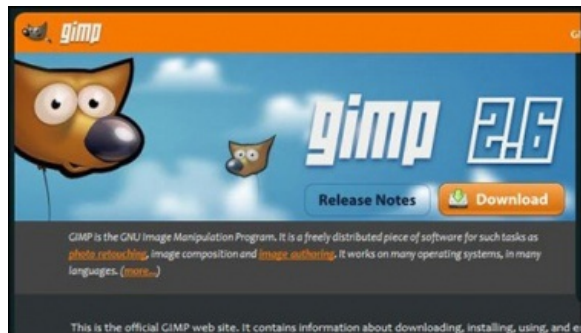 gimp
gimp 2.6
Release Notes
Download
GIMP is the GNU Image Manipulation Program. It is a freely distributed piece of software for such tasks as
photo retouching, image composition and image authoring. It works on many operating systems, in many
languages. (more...)
This is the official GIMP web site. It contains information about downloading, installing, using, and